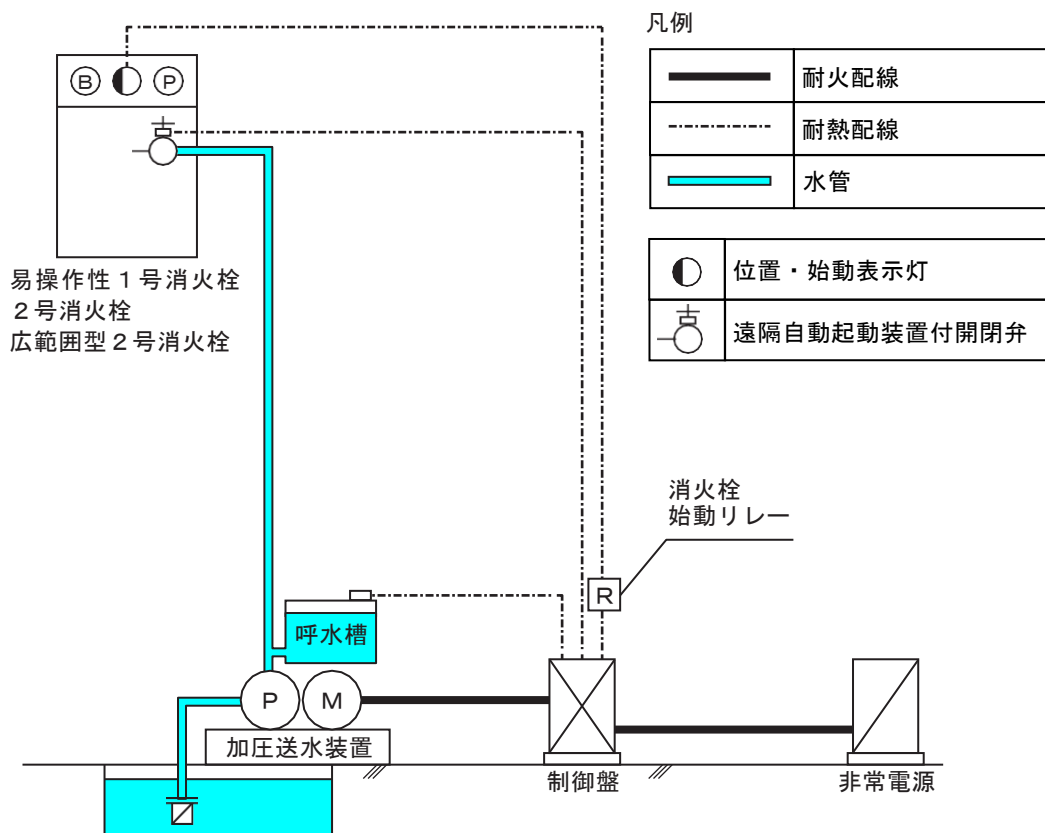 凡例
耐火配線
耐熱配線
水管
位置・始動表示灯
遠隔自動起動装置付開閉弁
B
P
易操作性1号消火栓
2号消火栓
広範囲型2号消火栓
消火栓
始動リレー
R
呼水槽
P
M
加圧送水装置
制御盤
非常電源